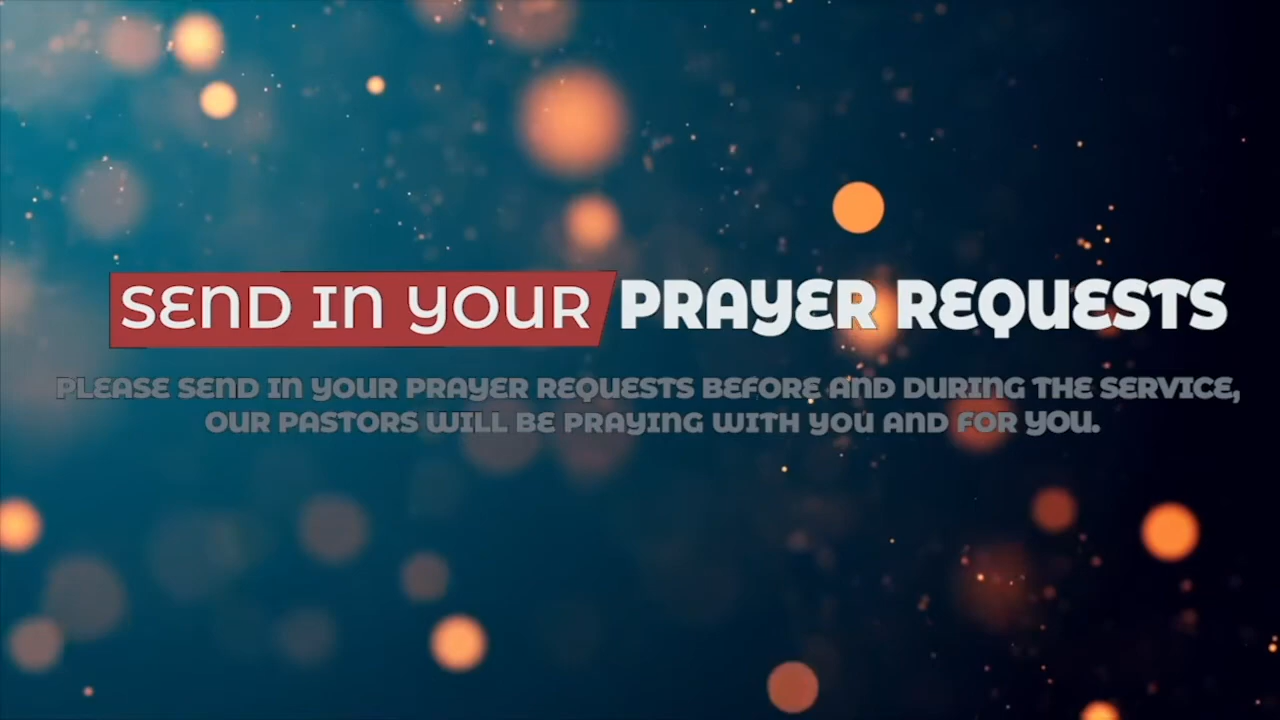 SEND IN YOUR PRAYER REQUESTS
PLEASE SEND IN YOUR PRAYER REQUESTS BEFORE AND DURING THE SERVICE,
OUR PASTORS WILL BE PRAYING WITH YOU AND FOR YOU.